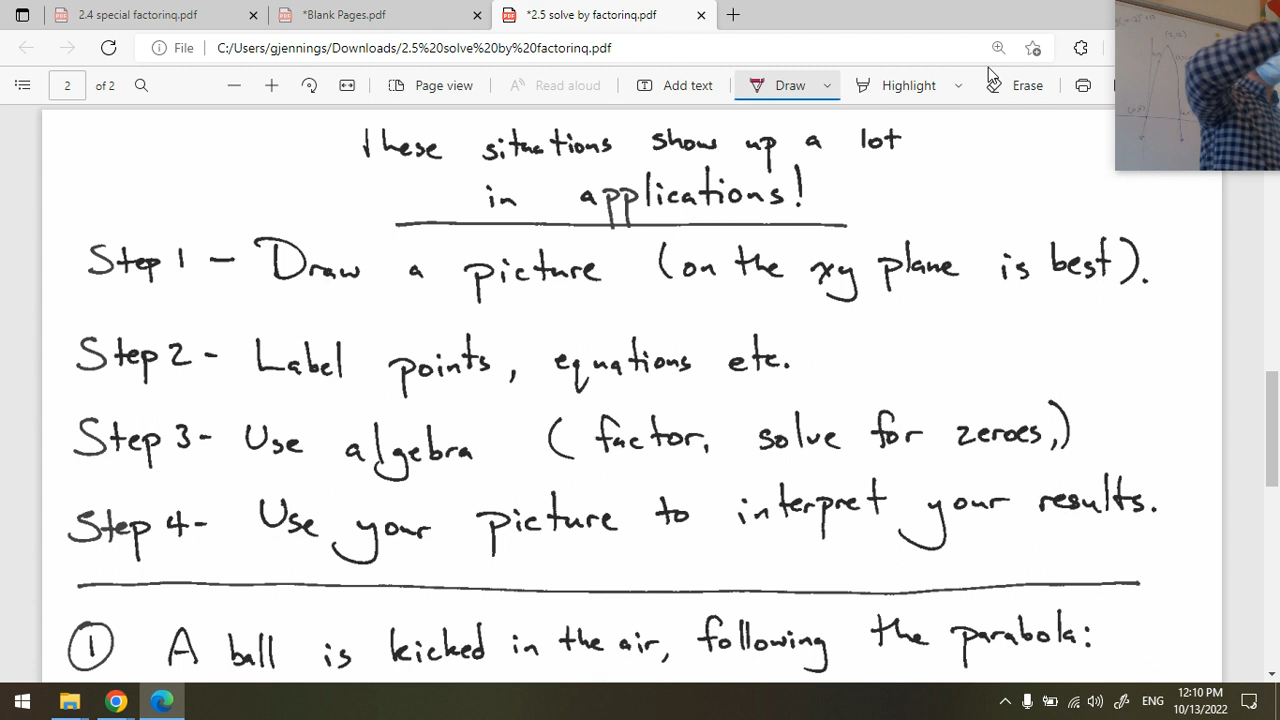 2.4 special factoring.pdf
*Blank Pages.pdf
*2.5 solve by factoring.pdf
File
C:/Users/gjennings/Downloads/2.5%20solve%20by%20factoring.pdf
2
of 2
Page view
Read aloud
Add text
Draw
Highlight
Erase
these situations show up a lot
in applications!
Step 1 - Draw a picture (on the xy plane is best).
Step 2 - Label points, equations etc.
Step 3 - Use algebra (factor, solve for zeroes,)
Step 4 - Use your picture to interpret your results.
1 A ball is kicked in the air, following the parabola:
ENG
12:10 PM
10/13/2022